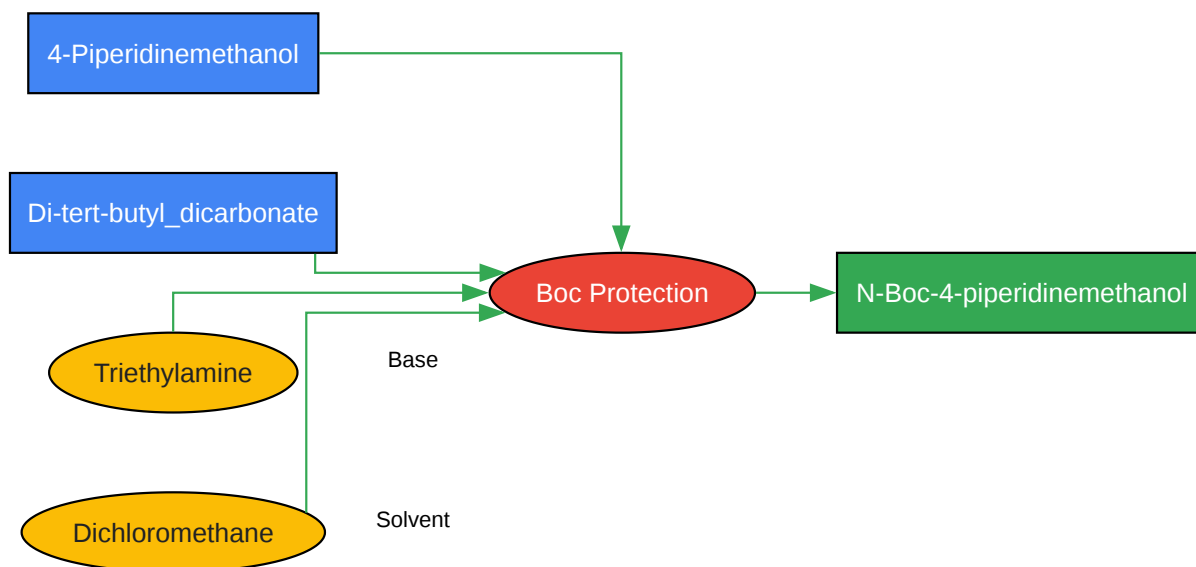 4-Piperidinemethanol
Di-tert-butyl_dicarbonate
Boc Protection
N-Boc-4-piperidinemethanol
Base
Triethylamine
Solvent
Dichloromethane